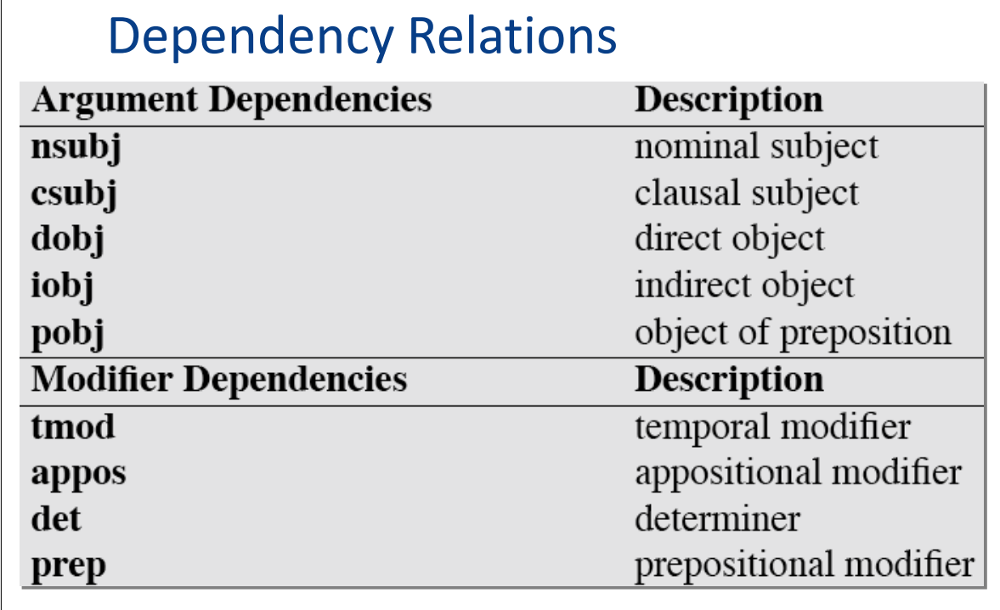 Dependency Relations
Argument Dependencies Description
nsubj nominal subject
csubj clausal subject
dobj direct object
iobj indirect object
pobj object of preposition
Modifier Dependencies Description
tmod temporal modifier
appos appositional modifier
det determiner
prep prepositional modifier